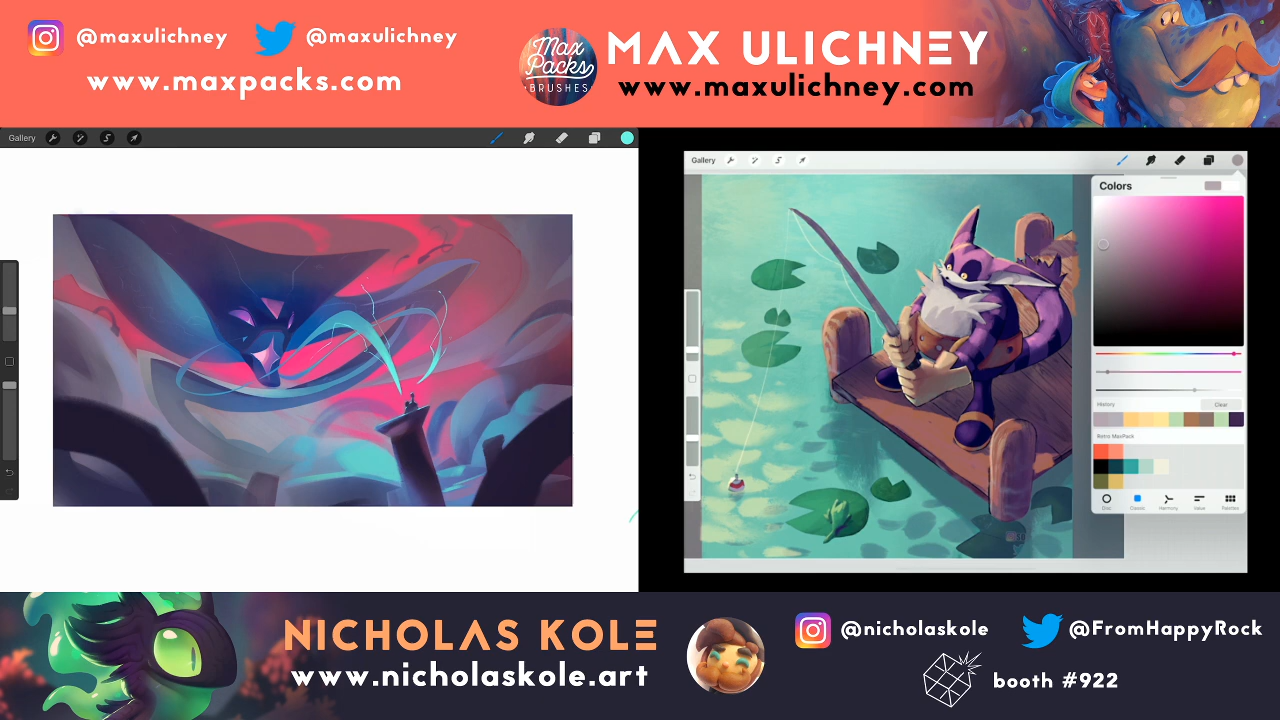 @maxulichney @maxulichney
www.maxpacks.com
Max Packs BRUSHES
MAX ULICHNEY
www.maxulichney.com
Gallery
S
Gallery
S
Colors
History Clear
Retro MaxPack
Disc Classic Harmony Value Palettes
NICHOLAS KOLE
www.nicholaskole.art
@nicholaskole @FromHappyRock
booth #922